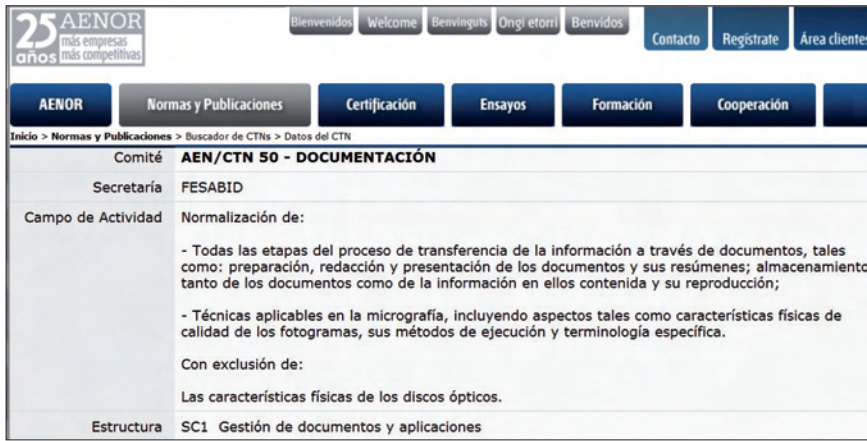 25 AENOR
años más empresas
más competitivas
Bienvenidos Welcome Benvinguts Ongi etorri Benvidos
Contacto Regístrate Área clientes
AENOR Normas y Publicaciones Certificación Ensayos Formación Cooperación
Inicio > Normas y Publicaciones > Buscador de CTNs > Datos del CTN
Comité AEN/CTN 50 - DOCUMENTACIÓN
Secretaría FESABID
Campo de Actividad Normalización de:
- Todas las etapas del proceso de transferencia de la información a través de documentos, tales
como: preparación, redacción y presentación de los documentos y sus resúmenes; almacenamiento
tanto de los documentos como de la información en ellos contenida y su reproducción;
- Técnicas aplicables en la micrografía, incluyendo aspectos tales como características físicas de
calidad de los fotogramas, sus métodos de ejecución y terminología específica.
Con exclusión de:
Las características físicas de los discos ópticos.
Estructura SC1 Gestión de documentos y aplicaciones